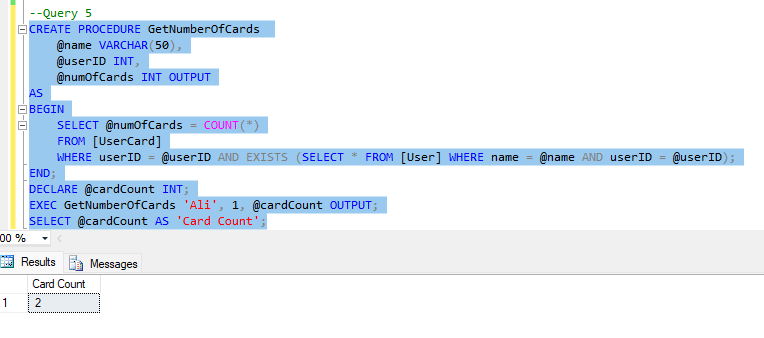 --Query 5
CREATE PROCEDURE GetNumberOfCards
@name VARCHAR(50),
@userID INT,
@numOfCards INT OUTPUT
AS
BEGIN
SELECT @numOfCards = COUNT(*)
FROM [UserCard]
WHERE userID = @userID AND EXISTS (SELECT * FROM [User] WHERE name = @name AND userID = @userID);
END;
DECLARE @cardCount INT;
EXEC GetNumberOfCards 'Ali', 1, @cardCount OUTPUT;
SELECT @cardCount AS 'Card Count';
00 %
Results Messages
Card Count
1 2